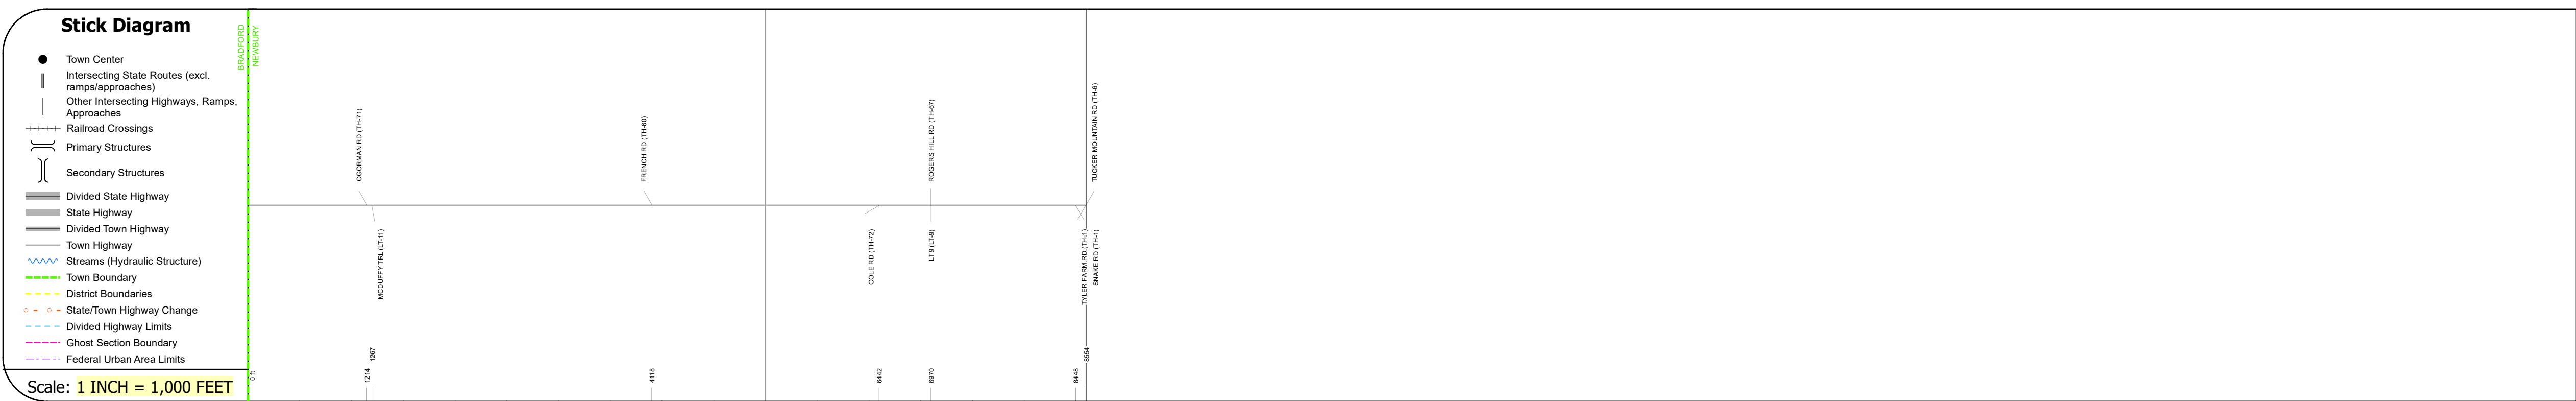 Stick Diagram
Town Center
Intersecting State Routes (excl.
ramps/approaches)
Other Intersecting Highways, Ramps,
Approaches
Railroad Crossings
Primary Structures
Secondary Structures
Divided State Highway
State Highway
Divided Town Highway
Town Highway
Streams (Hydraulic Structure)
Town Boundary
District Boundaries
State/Town Highway Change
Divided Highway Limits
Ghost Section Boundary
Federal Urban Area Limits
Scale: 1 INCH = 1,000 FEET
BRADFORD
NEWBURY
OGORMAN RD (TH-71)
FRENCH RD (TH-60)
ROGERS HILL RD (TH-67)
TUCKER MOUNTAIN RD (TH-6)
MCDUFFY TRL (LT-11)
COLE RD (TH-72)
LT 9 (LT-9)
TYLER FARM RD (TH-1)
SNAKE RD (TH-1)
0 ft
1214
1267
4118
6442
6970
8448
8554